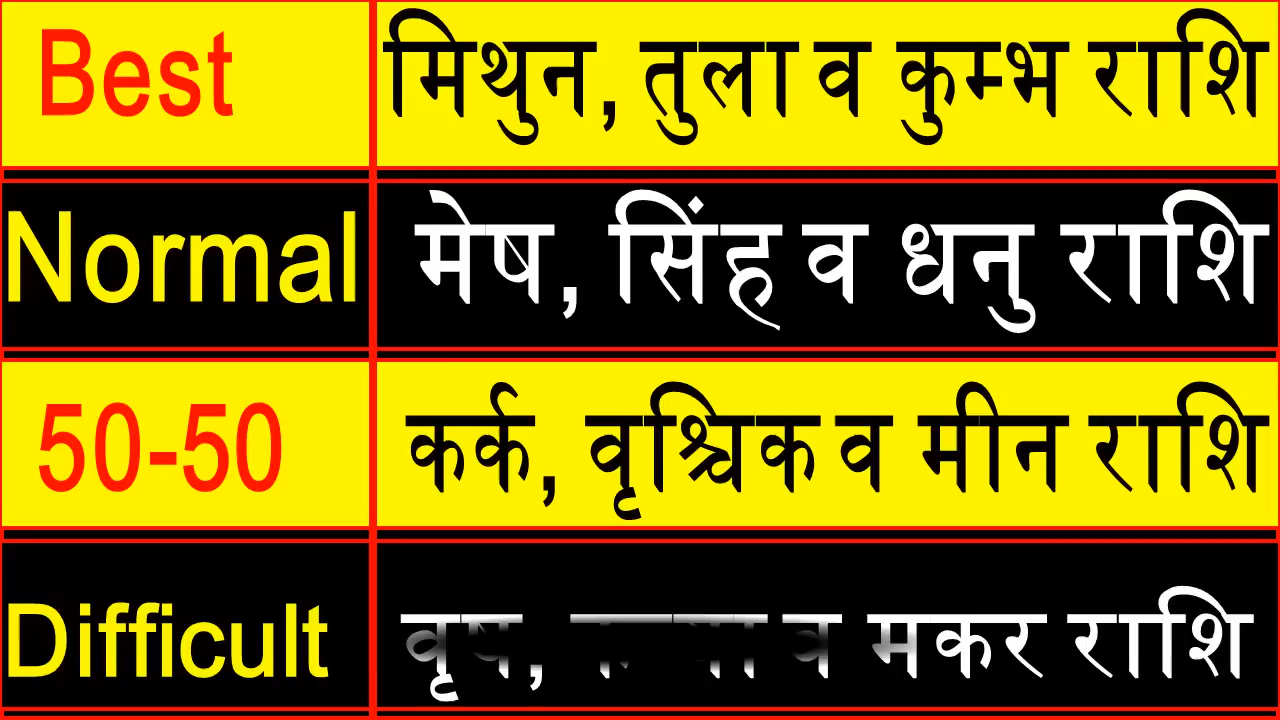 Best मिथुन, तुला व कुम्भ राशि
Normal मेष, सिंह व धनु राशि
50-50 कर्क, वृश्चिक व मीन राशि
Difficult वृष, व मकर राशि